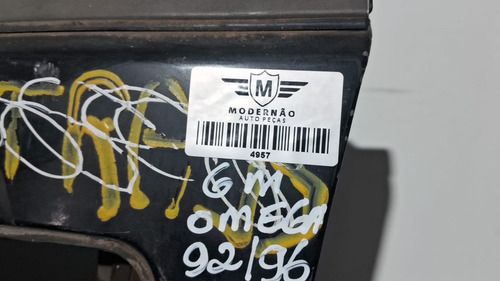 M
MODERNÃO
AUTO PEÇAS
4957
GM
OMEGA
92/96